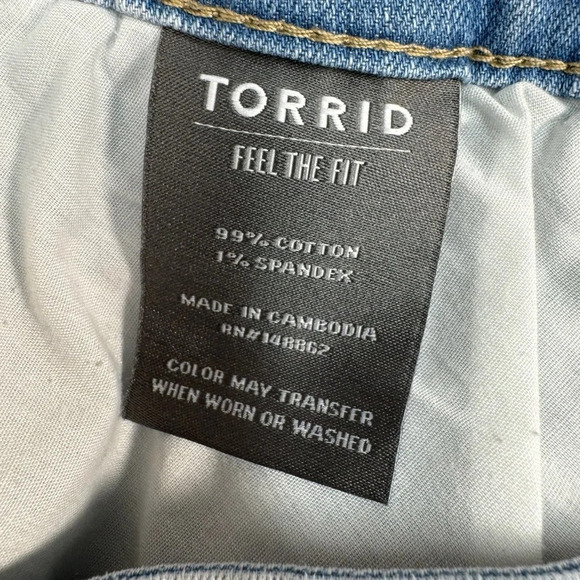 TORRID
FEEL THE FIT
99% COTTON
1% SPANDEX
MADE IN CAMBODIA
RN#148862
COLOR MAY TRANSFER
WHEN WORN OR WASHED